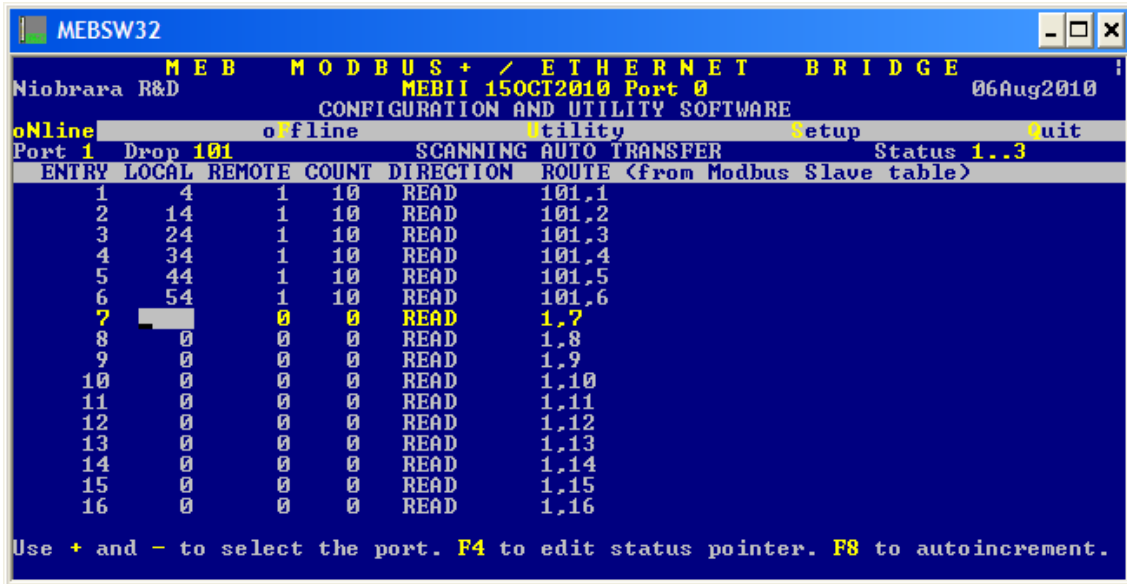 MEBSW32
M E B M O D B U S + / E T H E R N E T B R I D G E
Niobrara R&D MEBII 15OCT2010 Port 0 06Aug2010
CONFIGURATION AND UTILITY SOFTWARE
oNline oFfline Utility Setup Quit
Port 1 Drop 101 SCANNING AUTO TRANSFER Status 1..3
ENTRY LOCAL REMOTE COUNT DIRECTION ROUTE (from Modbus Slave table)
1 4 1 10 READ 101,1
2 14 1 10 READ 101,2
3 24 1 10 READ 101,3
4 34 1 10 READ 101,4
5 44 1 10 READ 101,5
6 54 1 10 READ 101,6
7 0 0 READ 1,7
8 0 0 0 READ 1,8
9 0 0 0 READ 1,9
10 0 0 0 READ 1,10
11 0 0 0 READ 1,11
12 0 0 0 READ 1,12
13 0 0 0 READ 1,13
14 0 0 0 READ 1,14
15 0 0 0 READ 1,15
16 0 0 0 READ 1,16
Use + and - to select the port. F4 to edit status pointer. F8 to autoincrement.